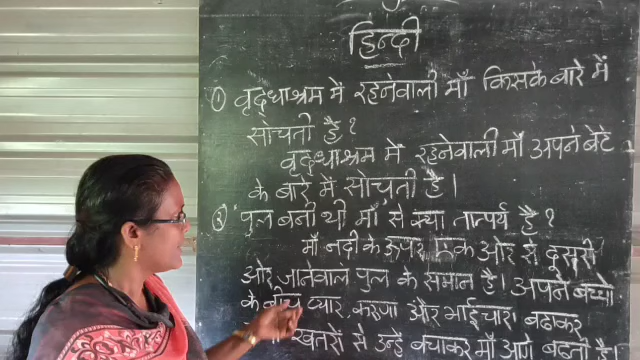 हिन्दी
① वृद्धाश्रम में रहनेवाली माँ किसके बारे में
सोचती है?
वृद्धाश्रम में रहनेवाली माँ अपने बेटे
के बारे में सोचती है।
② 'पुल बनी थी माँ' से क्या तात्पर्य है?
माँ नदी के ऊपर एक ओर से दूसरी
ओर जानेवाले पुल के समान है। अपने बच्चों
के बीच प्यार, करुणा और भाईचारा बढाकर
खतरों से उन्हें बचाकर माँ आगे बढती है।